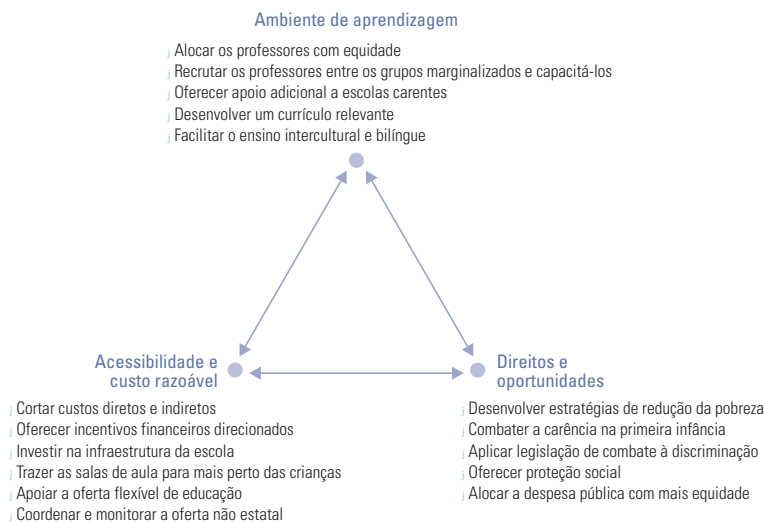 Ambiente de aprendizagem
j Alocar os professores com equidade
j Recrutar os professores entre os grupos marginalizados e capacitá-los
j Oferecer apoio adicional a escolas carentes
j Desenvolver um currículo relevante
j Facilitar o ensino intercultural e bilíngue
Acessibilidade e
custo razoável
j Cortar custos diretos e indiretos
j Oferecer incentivos financeiros direcionados
j Investir na infraestrutura da escola
j Trazer as salas de aula para mais perto das crianças
j Apoiar a oferta flexível de educação
j Coordenar e monitorar a oferta não estatal
Direitos e
oportunidades
j Desenvolver estratégias de redução da pobreza
j Combater a carência na primeira infância
j Aplicar legislação de combate à discriminação
j Oferecer proteção social
j Alocar a despesa pública com mais equidade